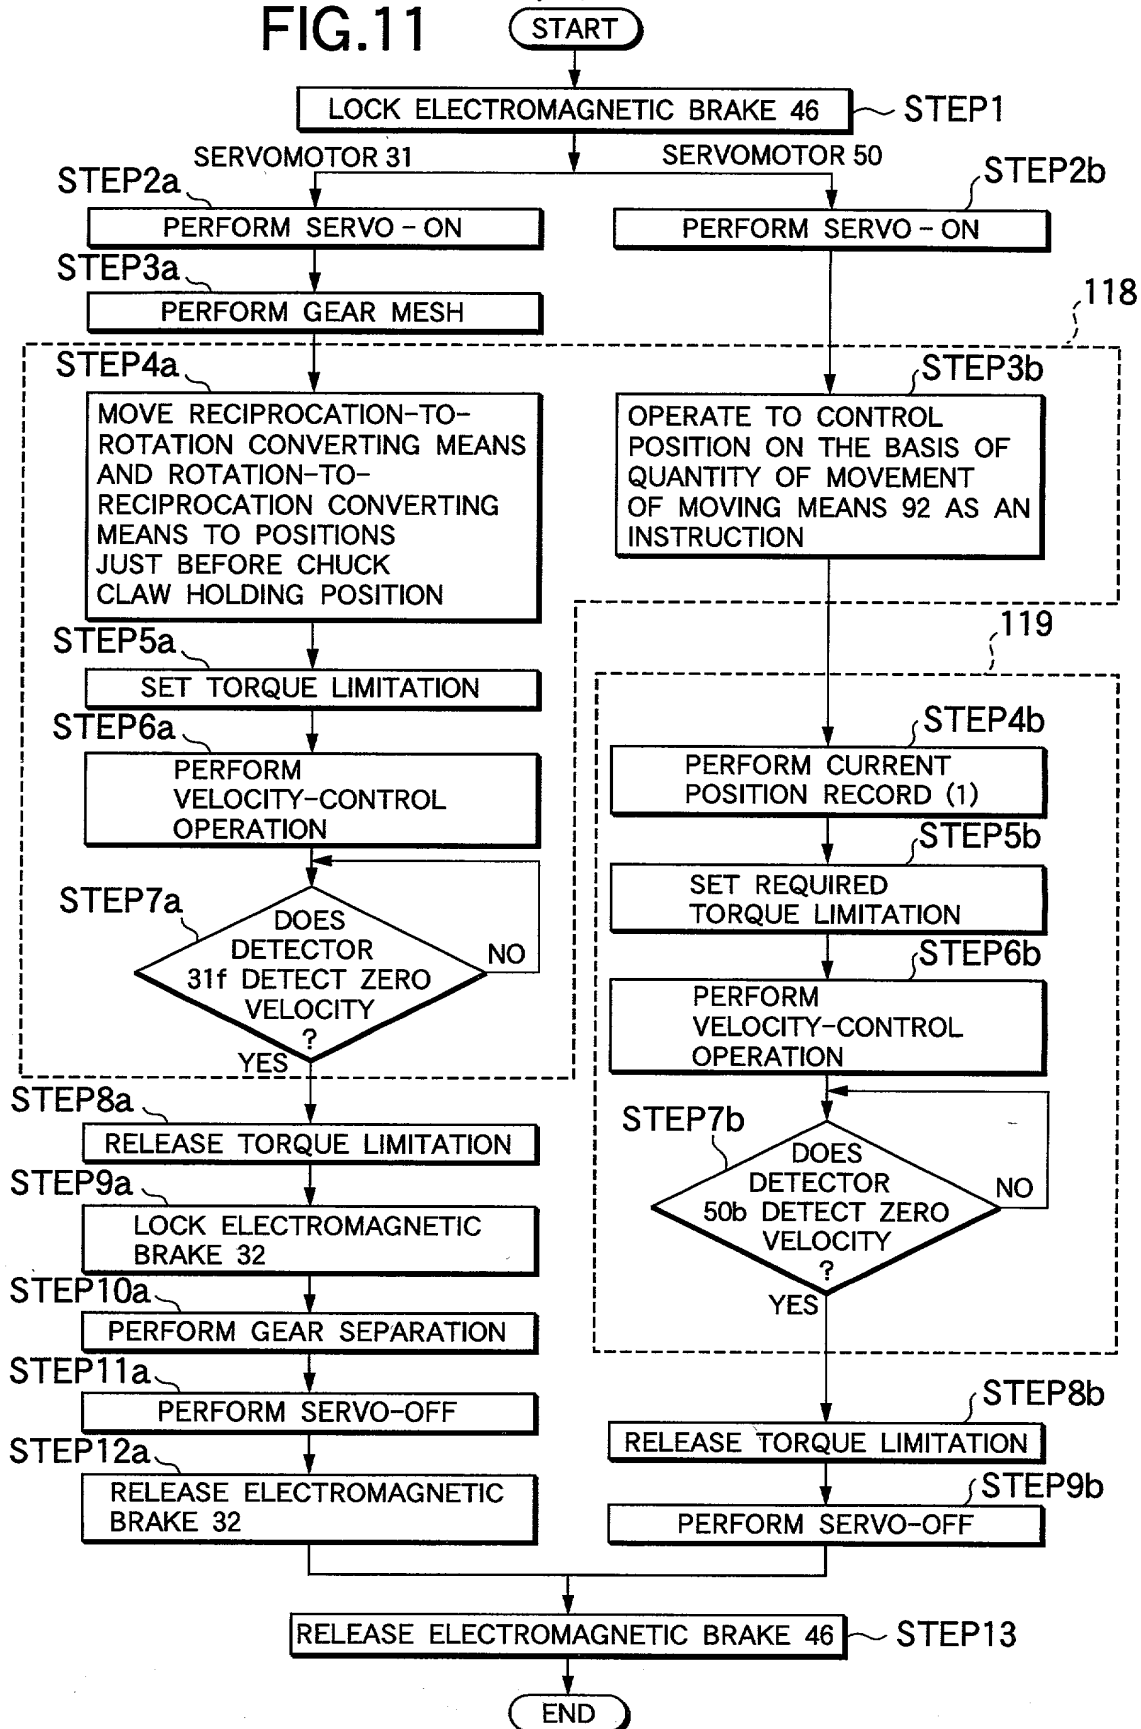 FIG.11
START
LOCK ELECTROMAGNETIC BRAKE 46
STEP1
SERVOMOTOR 31
SERVOMOTOR 50
STEP2a
PERFORM SERVO-ON
STEP2b
PERFORM SERVO-ON
STEP3a
PERFORM GEAR MESH
118
STEP4a
MOVE RECIPROCATION-TO-
ROTATION CONVERTING MEANS
AND ROTATION-TO-
RECIPROCATION CONVERTING
MEANS TO POSITIONS
JUST BEFORE CHUCK
CLAW HOLDING POSITION
STEP3b
OPERATE TO CONTROL
POSITION ON THE BASIS OF
QUANTITY OF MOVEMENT
OF MOVING MEANS 92 AS AN
INSTRUCTION
STEP5a
SET TORQUE LIMITATION
119
STEP6a
PERFORM
VELOCITY-CONTROL
OPERATION
STEP4b
PERFORM CURRENT
POSITION RECORD (1)
STEP5b
SET REQUIRED
TORQUE LIMITATION
STEP7a
DOES
DETECTOR
31f DETECT ZERO
VELOCITY
?
NO
YES
STEP6b
PERFORM
VELOCITY-CONTROL
OPERATION
STEP8a
RELEASE TORQUE LIMITATION
STEP7b
DOES
DETECTOR
50b DETECT ZERO
VELOCITY
?
NO
YES
STEP9a
LOCK ELECTROMAGNETIC
BRAKE 32
STEP10a
PERFORM GEAR SEPARATION
STEP11a
PERFORM SERVO-OFF
STEP8b
RELEASE TORQUE LIMITATION
STEP12a
RELEASE ELECTROMAGNETIC
BRAKE 32
STEP9b
PERFORM SERVO-OFF
RELEASE ELECTROMAGNETIC BRAKE 46
STEP13
END